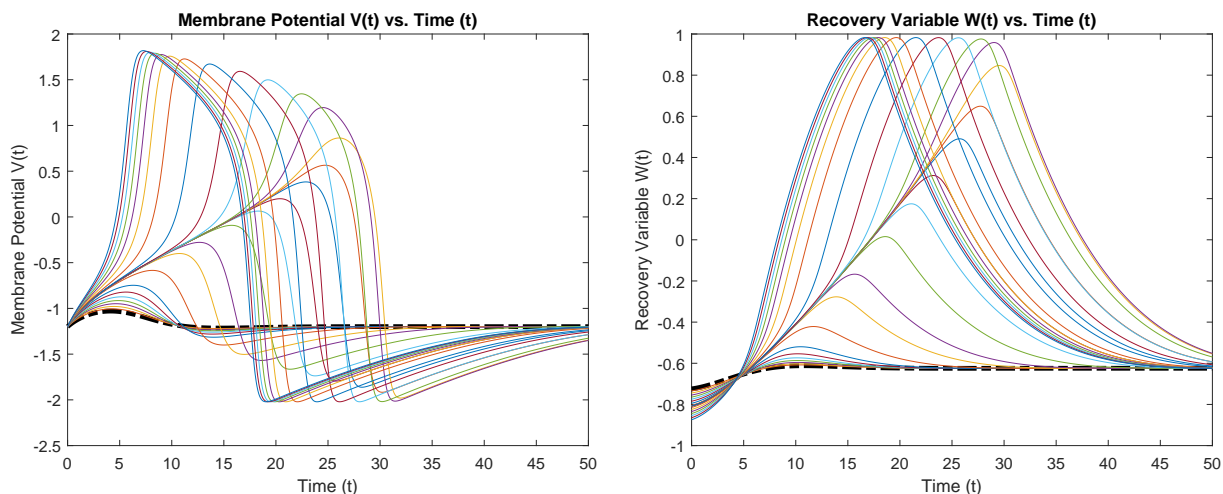 Membrane Potential V(t) vs. Time (t)
Membrane Potential V(t)
2
1.5
1
0.5
0
-0.5
-1
-1.5
-2
-2.5
0 5 10 15 20 25 30 35 40 45 50
Time (t)
Recovery Variable W(t) vs. Time (t)
Recovery Variable W(t)
1
0.8
0.6
0.4
0.2
0
-0.2
-0.4
-0.6
-0.8
-1
0 5 10 15 20 25 30 35 40 45 50
Time (t)